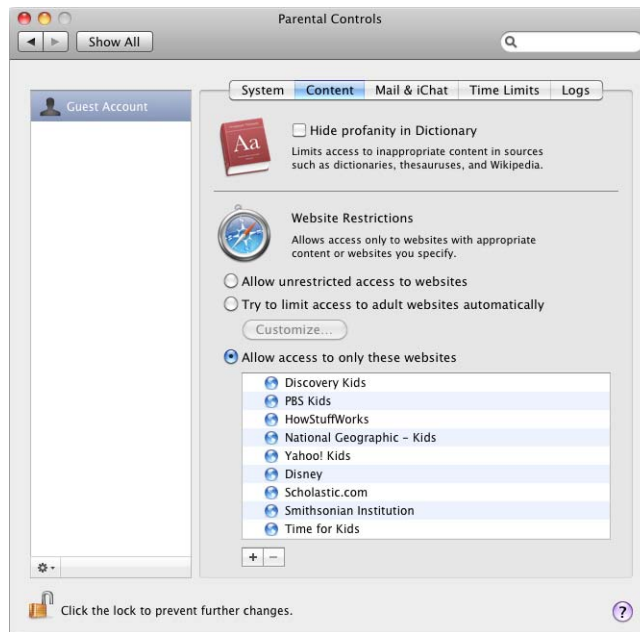 Parental Controls
Show All
Guest Account
System Content Mail & iChat Time Limits Logs
Aa
Hide profanity in Dictionary
Limits access to inappropriate content in sources
such as dictionaries, thesauruses, and Wikipedia.
Website Restrictions
Allows access only to websites with appropriate
content or websites you specify.
Allow unrestricted access to websites
Try to limit access to adult websites automatically
Customize...
Allow access to only these websites
Discovery Kids
PBS Kids
HowStuffWorks
National Geographic – Kids
Yahoo! Kids
Disney
Scholastic.com
Smithsonian Institution
Time for Kids
+ −
Click the lock to prevent further changes.
?